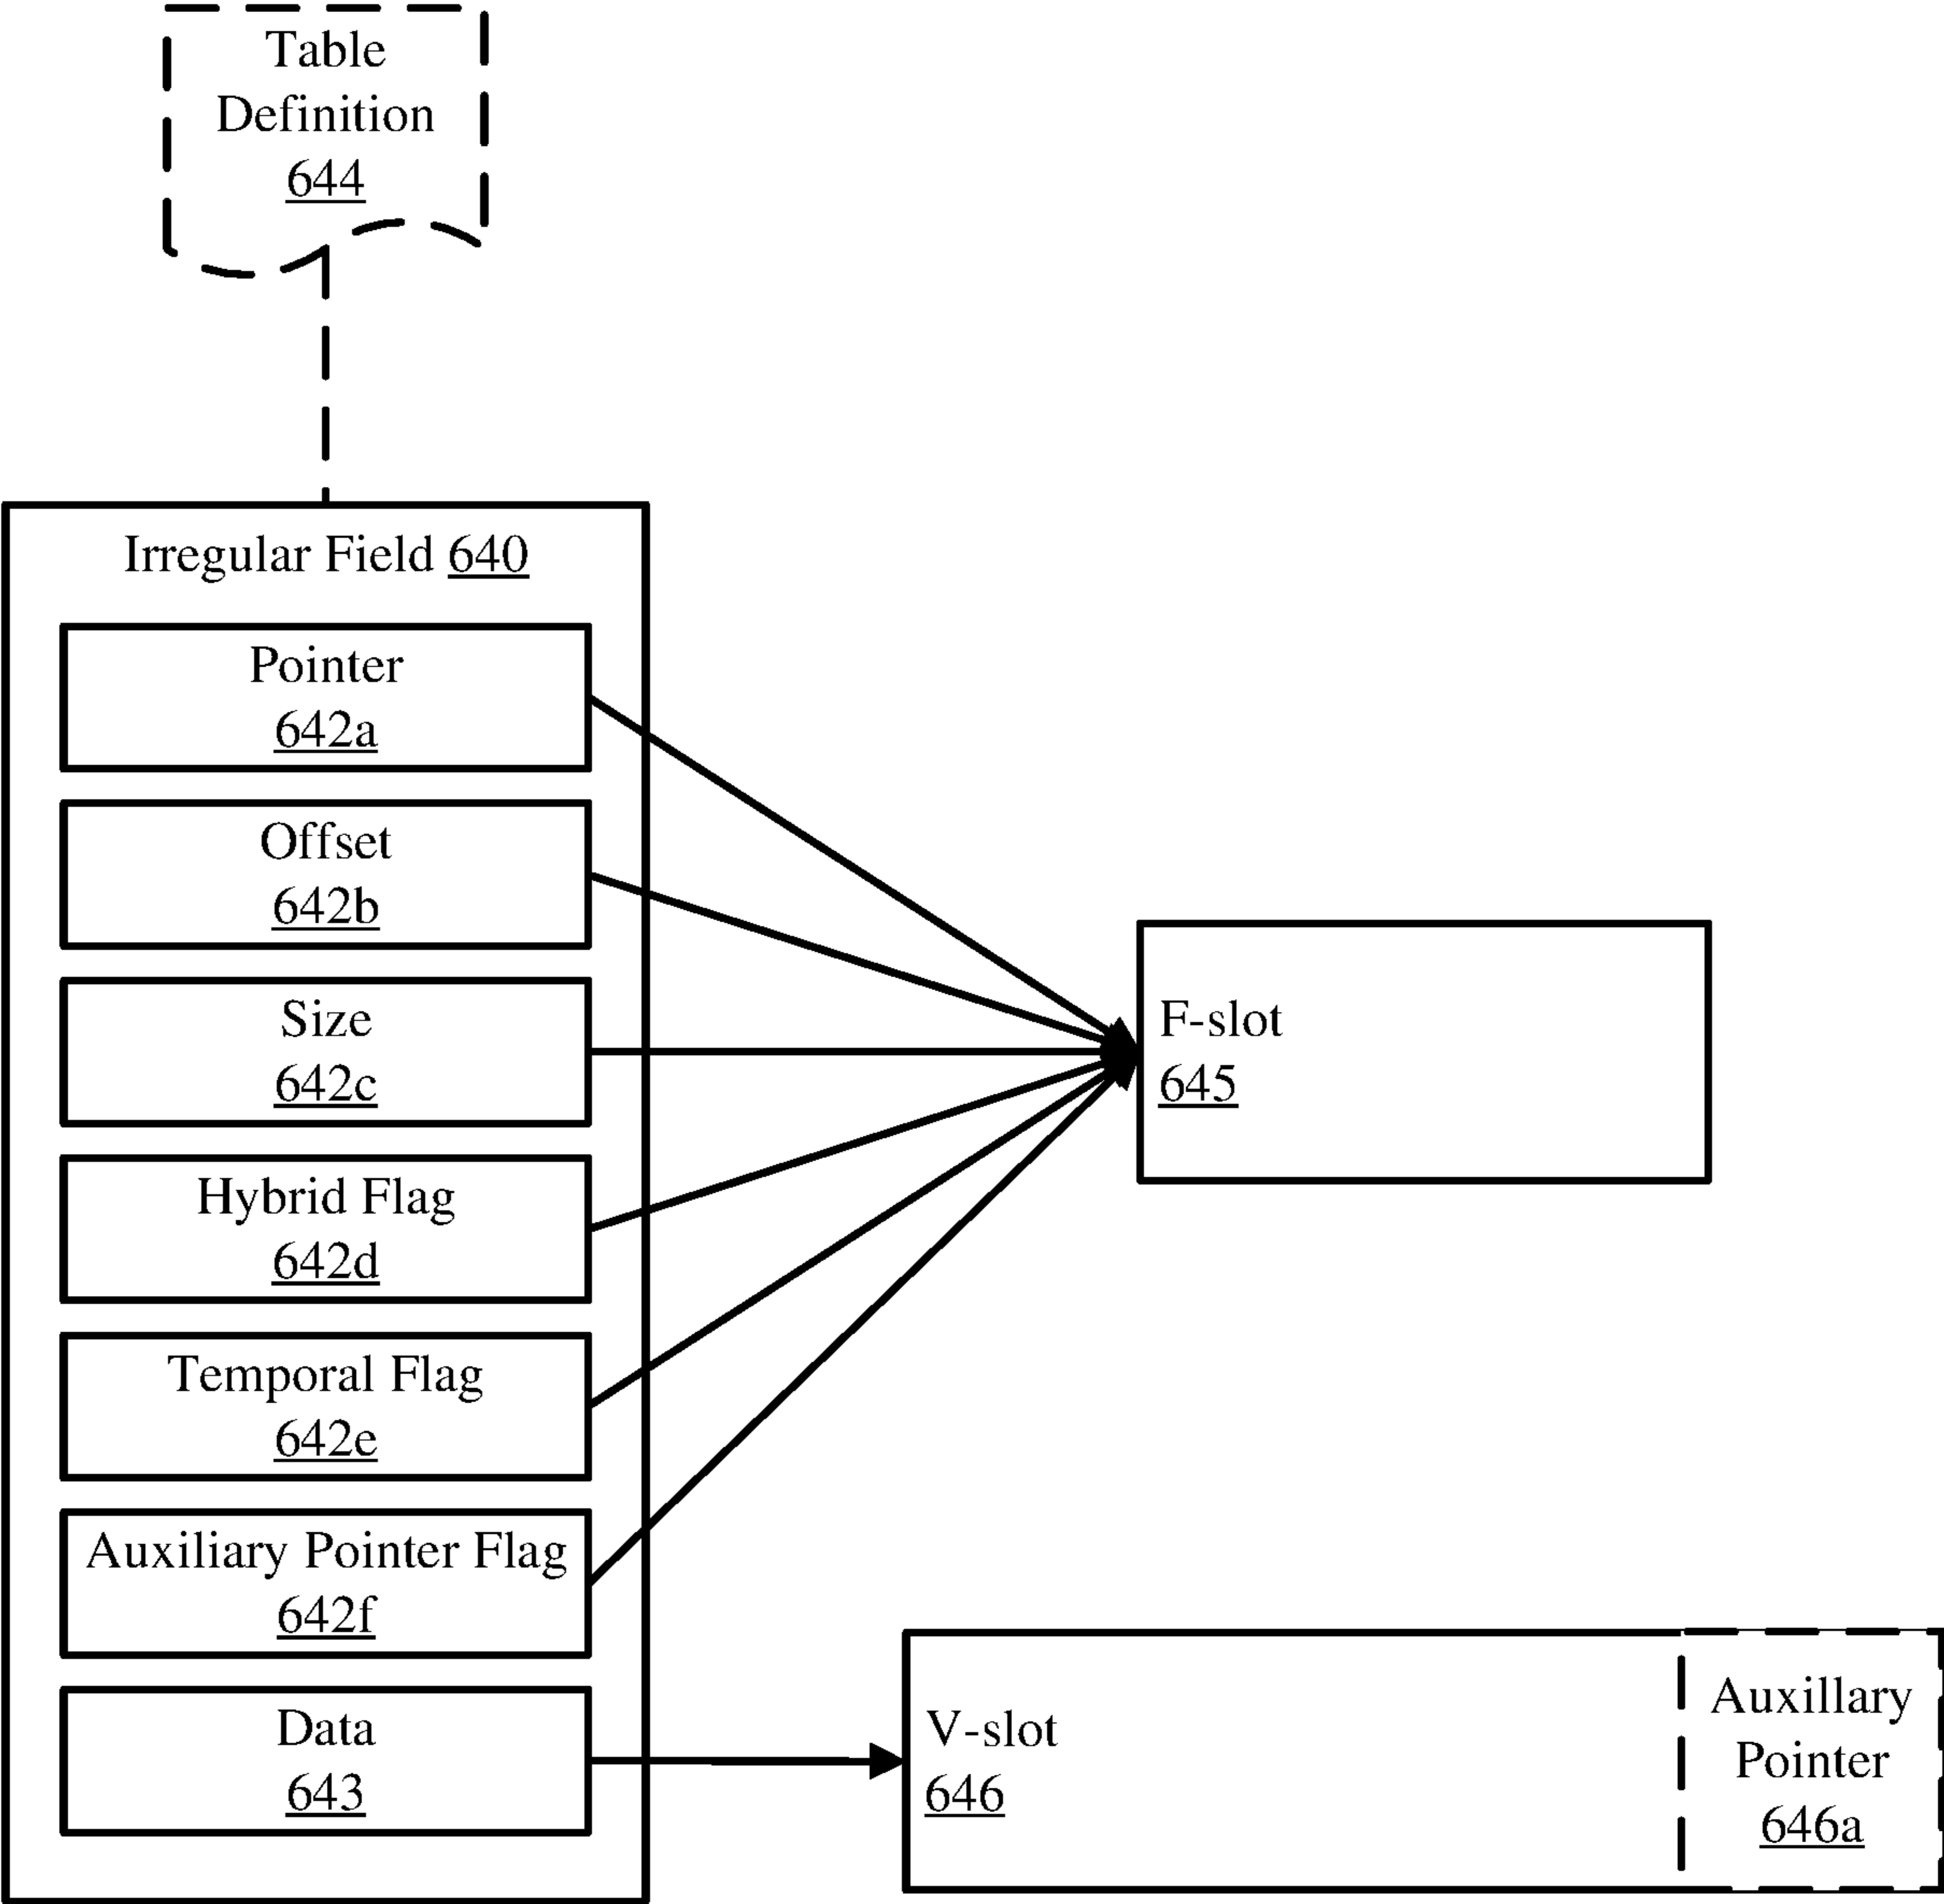 Table
Definition
644
Irregular Field 640
Pointer
642a
Offset
642b
Size
642c
Hybrid Flag
642d
Temporal Flag
642e
Auxiliary Pointer Flag
642f
Data
643
F-slot
645
V-slot
646
Auxillary
Pointer
646a